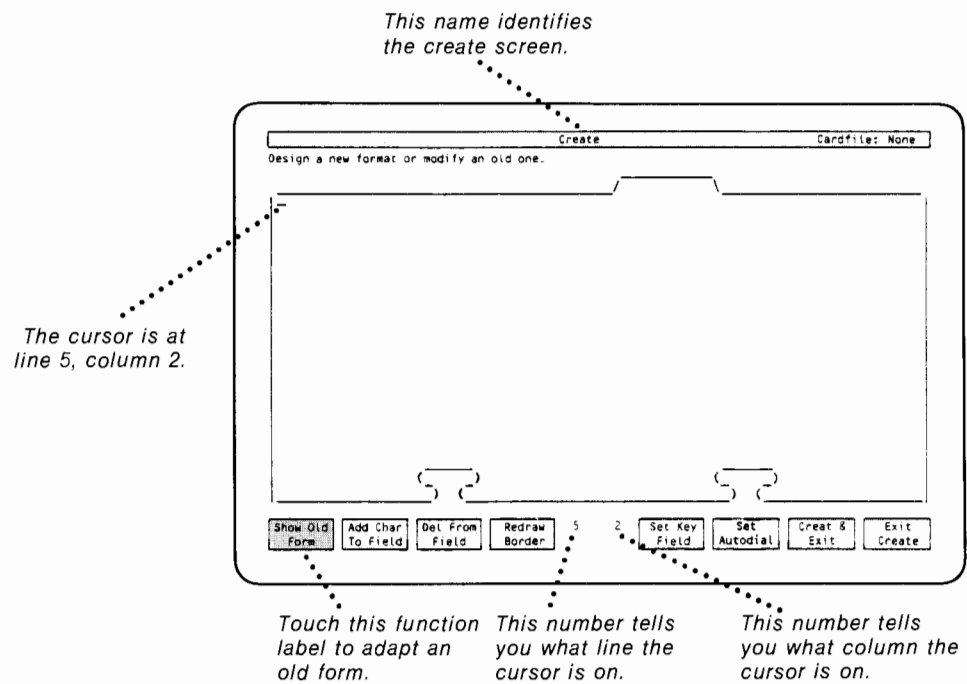 This name identifies
the create screen.
Create Cardfile: None
Design a new format or modify an old one.
The cursor is at
line 5, column 2.
Show Old Add Char Del From Redraw 5 2 Set Key Set Creat & Exit
Form To Field Field Border Field Autodial Exit Create
Touch this function This number tells This number tells
label to adapt an you what line the you what column the
old form. cursor is on. cursor is on.